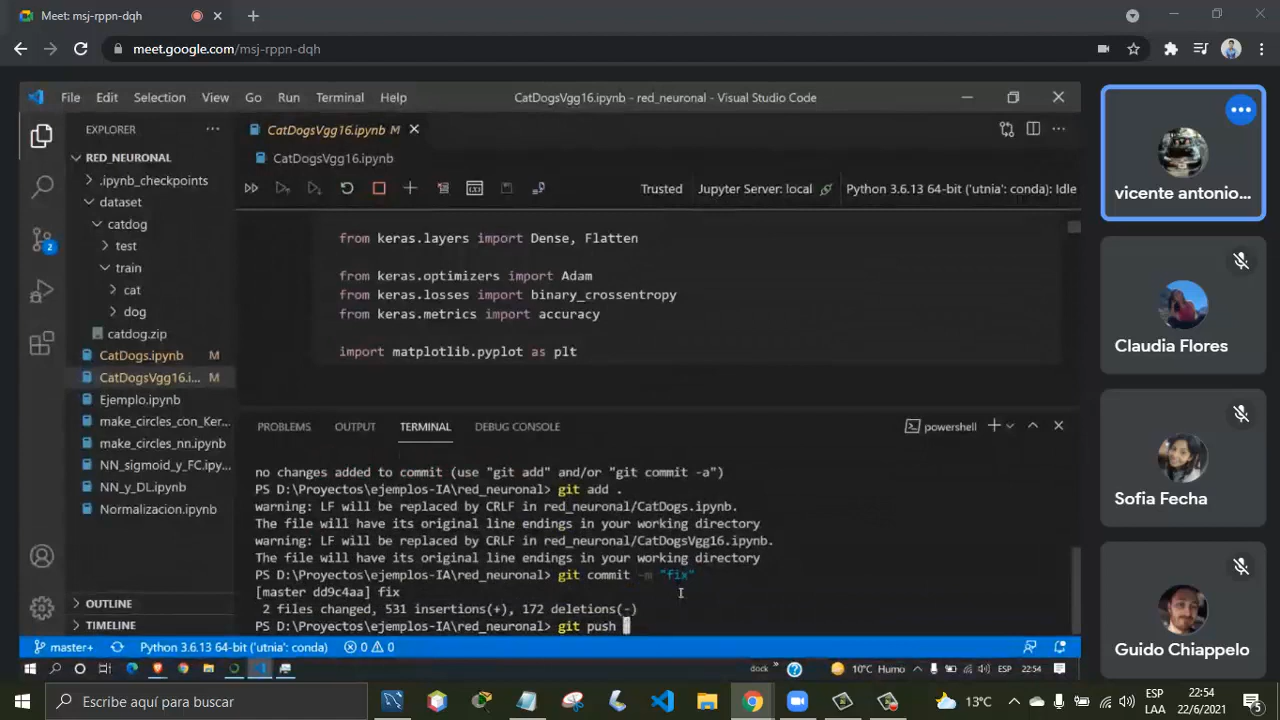 Meet: msj-rppn-dqh
meet.google.com/msj-rppn-dqh
File Edit Selection View Go Run Terminal Help
CatDogsVgg16.ipynb - red_neuronal - Visual Studio Code
EXPLORER
RED_NEURONAL
.ipynb_checkpoints
dataset
catdog
test
train
cat
dog
catdog.zip
CatDogs.ipynb M
CatDogsVgg16.i... M
Ejemplo.ipynb
make_circles_con_Ker...
make_circles_nn.ipynb
NN_sigmoid_y_FC.ipy...
NN_y_DL.ipynb
Normalizacion.ipynb
OUTLINE
TIMELINE
2
CatDogsVgg16.ipynb M
CatDogsVgg16.ipynb
Trusted Jupyter Server: local Python 3.6.13 64-bit ('utnia': conda): Idle
from keras.layers import Dense, Flatten
from keras.optimizers import Adam
from keras.losses import binary_crossentropy
from keras.metrics import accuracy
import matplotlib.pyplot as plt
PROBLEMS OUTPUT TERMINAL DEBUG CONSOLE
powershell
no changes added to commit (use "git add" and/or "git commit -a")
PS D:\Proyectos\ejemplos-IA\red_neuronal> git add .
warning: LF will be replaced by CRLF in red_neuronal/CatDogs.ipynb.
The file will have its original line endings in your working directory
warning: LF will be replaced by CRLF in red_neuronal/CatDogsVgg16.ipynb.
The file will have its original line endings in your working directory
PS D:\Proyectos\ejemplos-IA\red_neuronal> git commit -m "fix"
[master dd9c4aa] fix
2 files changed, 531 insertions(+), 172 deletions(-)
PS D:\Proyectos\ejemplos-IA\red_neuronal> git push
master+ Python 3.6.13 64-bit ('utnia': conda) 0 0
dock 10°C Humo ESP 22:54
vicente antonio...
Claudia Flores
Sofia Fecha
Guido Chiappelo
Escribe aquí para buscar
13°C
ESP
LAA
22:54
22/6/2021
5